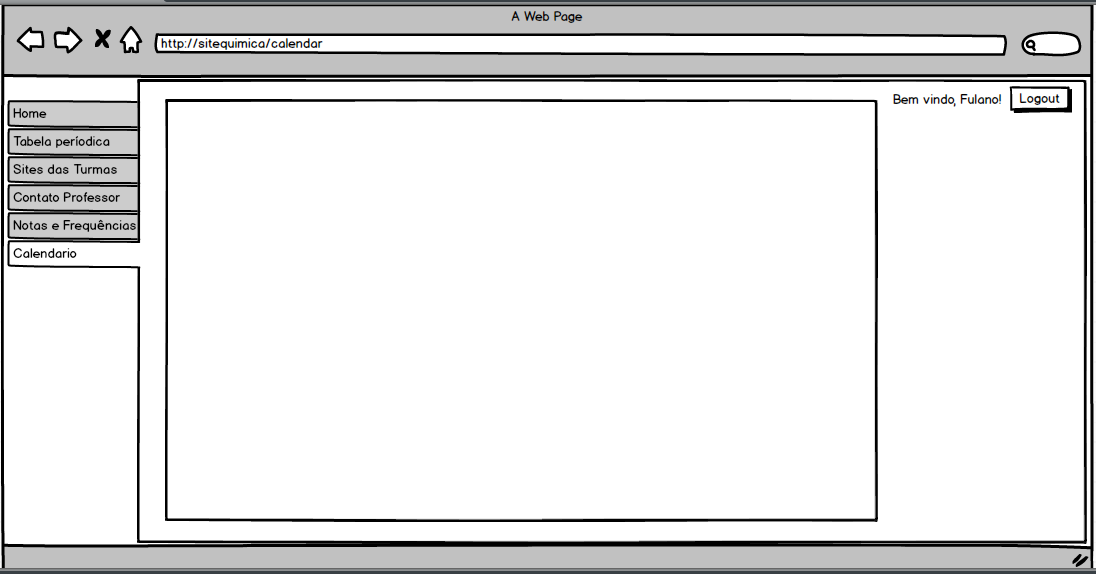 A Web Page
http://sitequimica/calendar
Bem vindo, Fulano!
Logout
Home
Tabela períodica
Sites das Turmas
Contato Professor
Notas e Frequências
Calendario